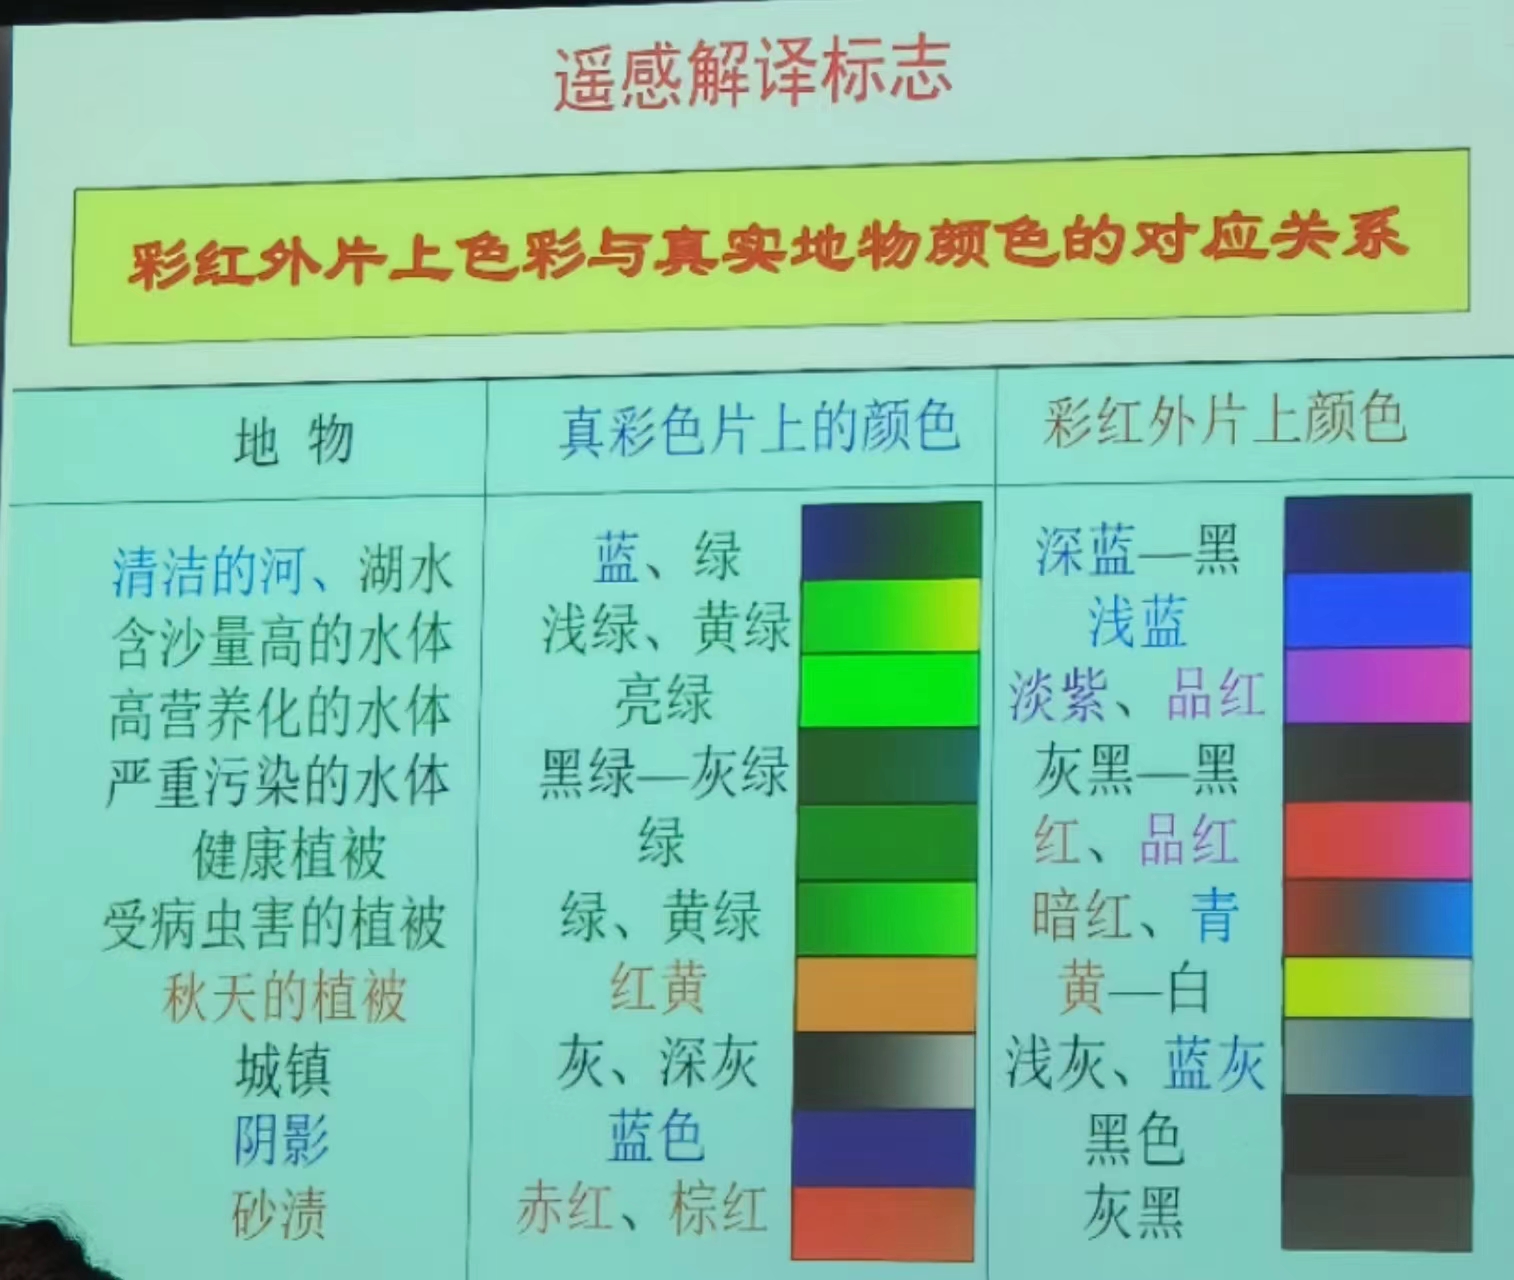 遥感解译标志
彩红外片上色彩与真实地物颜色的对应关系
地 物 真彩色片上的颜色 彩红外片上颜色
清洁的河、湖水 蓝、绿 深蓝—黑
含沙量高的水体 浅绿、黄绿 浅蓝
高营养化的水体 亮绿 淡紫、品红
严重污染的水体 黑绿—灰绿 灰黑—黑
健康植被 绿 红、品红
受病虫害的植被 绿、黄绿 暗红、青
秋天的植被 红黄 黄—白
城镇 灰、深灰 浅灰、蓝灰
阴影 蓝色 黑色
砂渍 赤红、棕红 灰黑